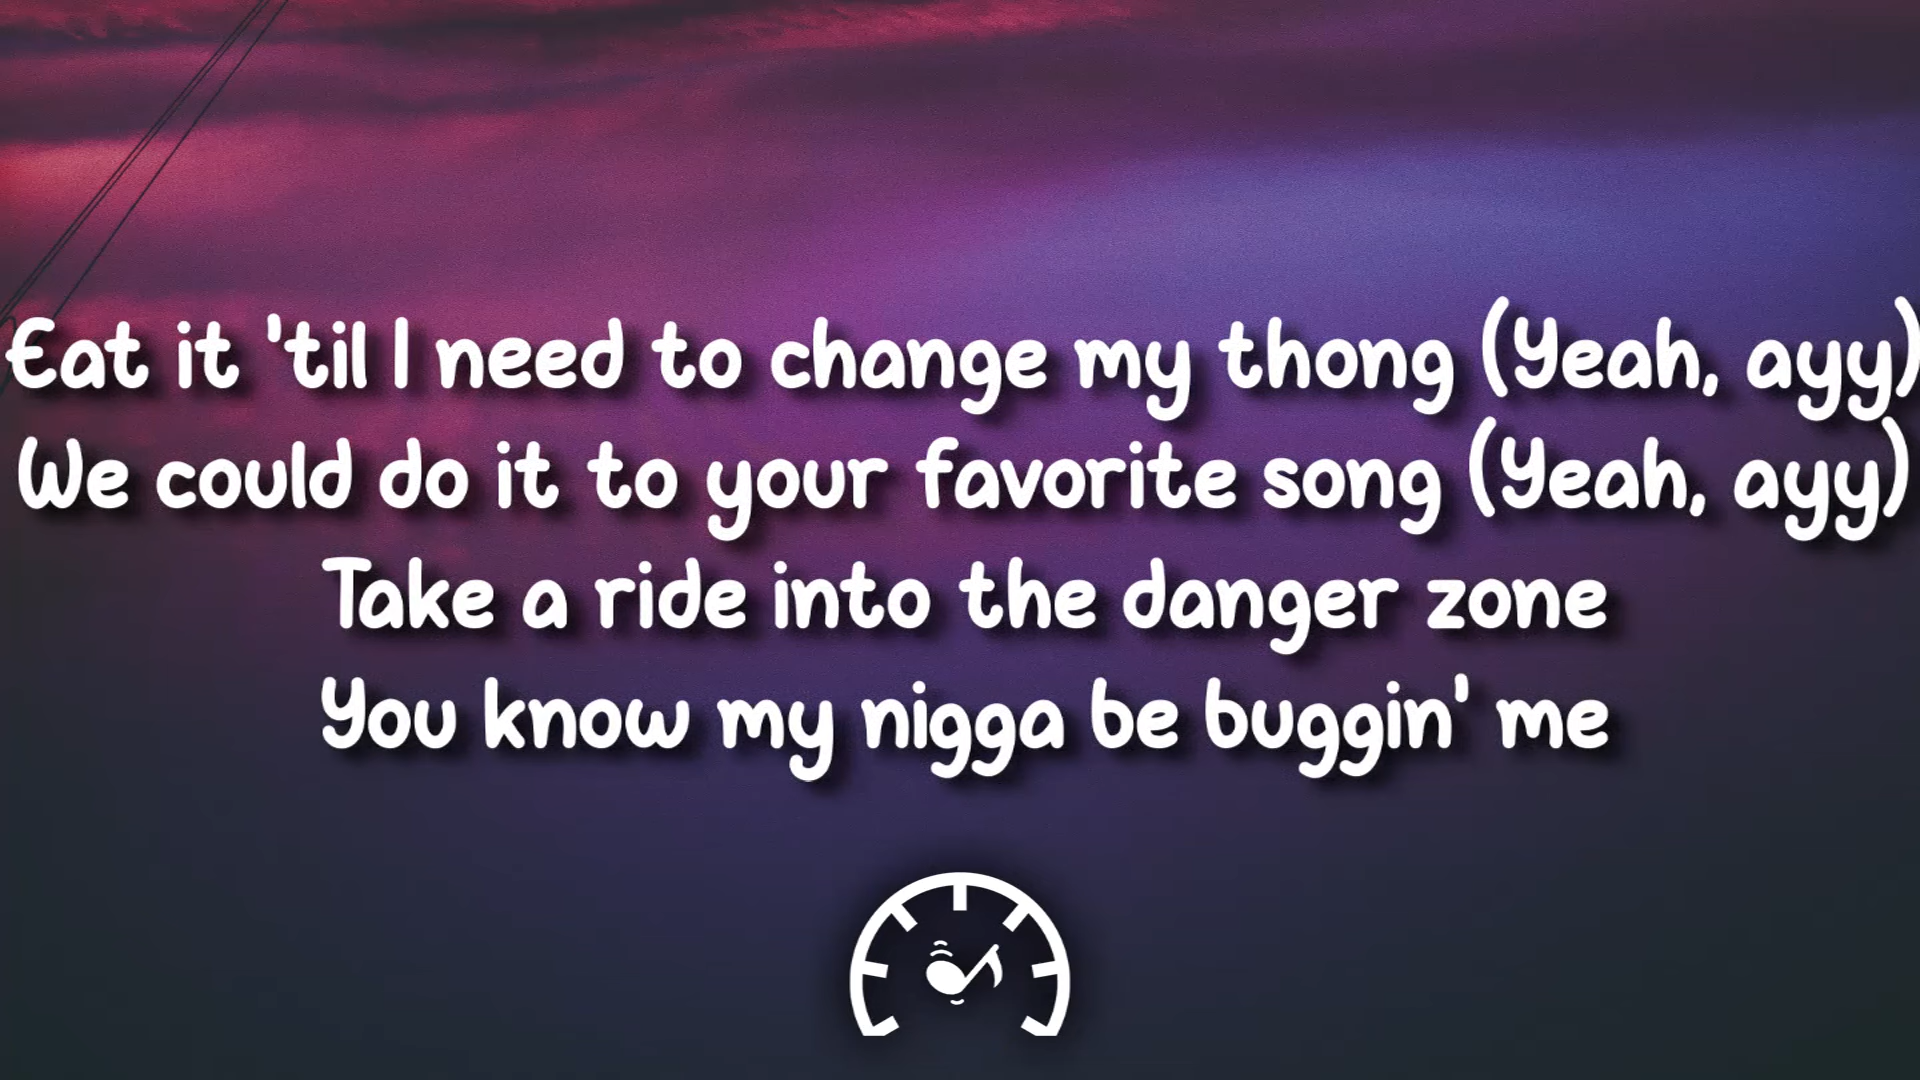 Eat it 'til I need to change my thong (Yeah, ayy)
We could do it to your favorite song (Yeah, ayy)
Take a ride into the danger zone
You know my nigga be buggin' me